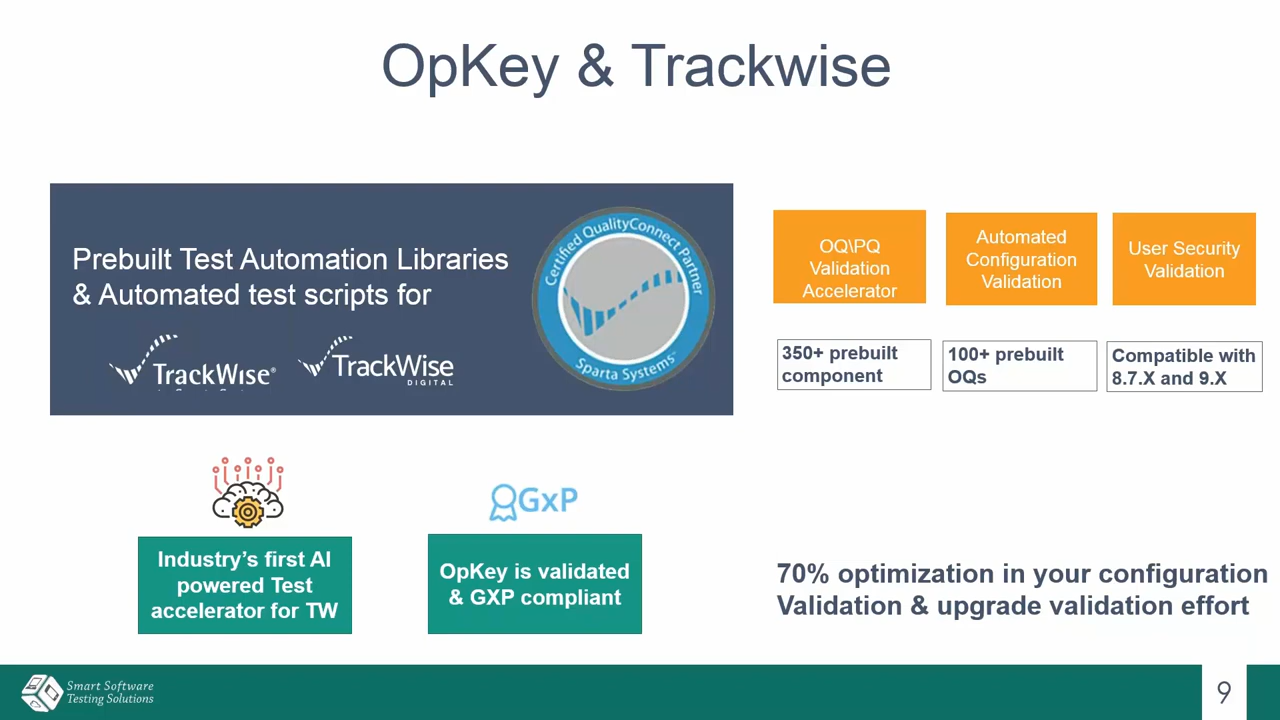 OpKey & Trackwise
Prebuilt Test Automation Libraries
& Automated test scripts for
TrackWise®
TrackWise
DIGITAL
Certified QualityConnect Partner
Sparta Systems™
OQ\PQ
Validation
Accelerator
Automated
Configuration
Validation
User Security
Validation
350+ prebuilt
component
100+ prebuilt
OQs
Compatible with
8.7.X and 9.X
GxP
Industry’s first AI
powered Test
accelerator for TW
OpKey is validated
& GXP compliant
70% optimization in your configuration
Validation & upgrade validation effort
Smart Software
Testing Solutions
9